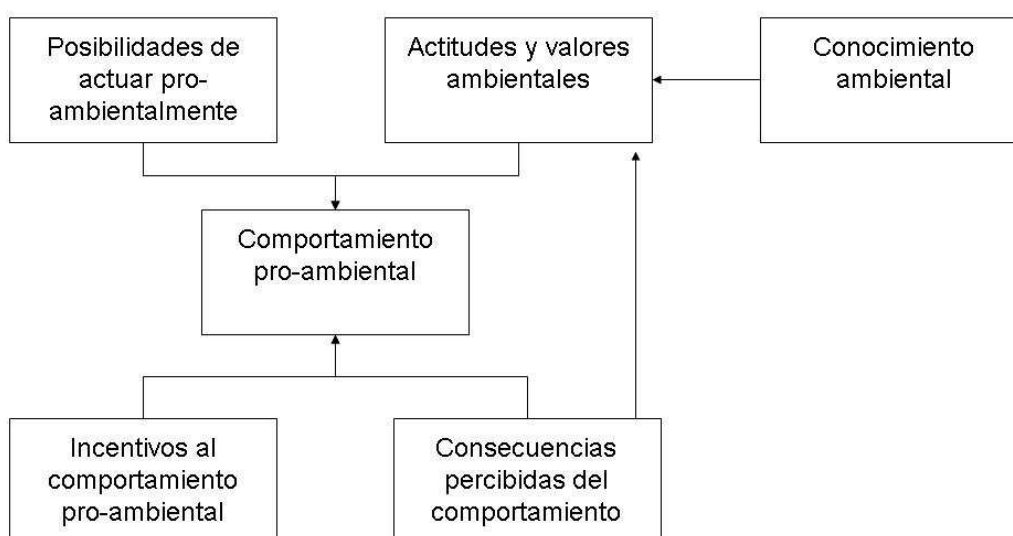 Posibilidades de
actuar pro-
ambientalmente
Actitudes y valores
ambientales
Conocimiento
ambiental
Comportamiento
pro-ambiental
Incentivos al
comportamiento
pro-ambiental
Consecuencias
percibidas del
comportamiento